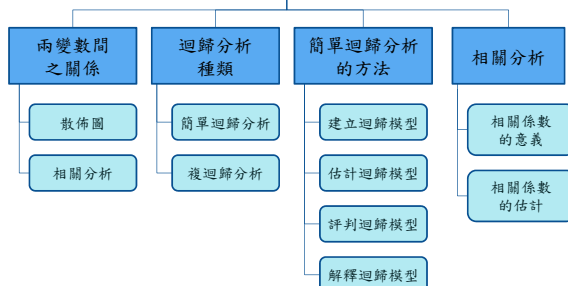 兩變數間
之關係
散佈圖
相關分析
迴歸分析
種類
簡單迴歸分析
複迴歸分析
簡單迴歸分析
的方法
建立迴歸模型
估計迴歸模型
評判迴歸模型
解釋迴歸模型
相關分析
相關係數
的意義
相關係數
的估計